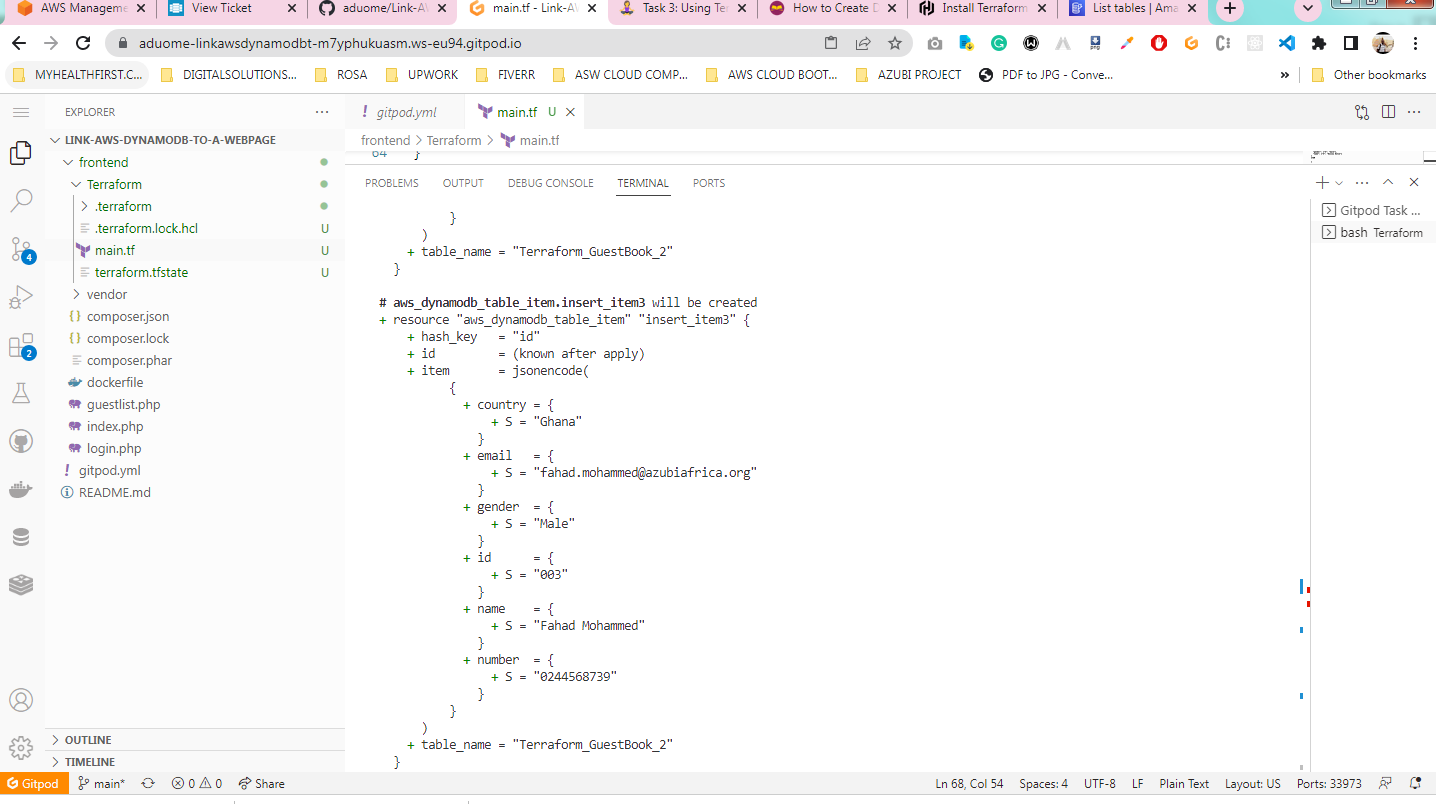 AWS Manageme
View Ticket
aduome/Link-AV
main.tf - Link-AV
Task 3: Using Ter
How to Create D
Install Terraform
List tables | Ama
aduome-linkawsdynamodbt-m7yphukuasm.ws-eu94.gitpod.io
MYHEALTHFIRST.C...
DIGITALSOLUTIONS...
ROSA
UPWORK
FIVERR
ASW CLOUD COMP...
AWS CLOUD BOOT...
AZUBI PROJECT
PDF to JPG - Conve...
»
Other bookmarks
EXPLORER
gitpod.yml
main.tf U
LINK-AWS-DYNAMODB-TO-A-WEBPAGE
frontend > Terraform > main.tf
64 }
frontend
Terraform
.terraform
.terraform.lock.hcl U
main.tf U
terraform.tfstate U
vendor
composer.json
composer.lock
composer.phar
dockerfile
guestlist.php
index.php
login.php
gitpod.yml
README.md
OUTLINE
TIMELINE
4
2
PROBLEMS
OUTPUT
DEBUG CONSOLE
TERMINAL
PORTS
Gitpod Task ...
bash Terraform
}
)
+ table_name = "Terraform_GuestBook_2"
}
# aws_dynamodb_table_item.insert_item3 will be created
+ resource "aws_dynamodb_table_item" "insert_item3" {
+ hash_key = "id"
+ id = (known after apply)
+ item = jsonencode(
{
+ country = {
+ S = "Ghana"
}
+ email = {
+ S = "fahad.mohammed@azubiafrica.org"
}
+ gender = {
+ S = "Male"
}
+ id = {
+ S = "003"
}
+ name = {
+ S = "Fahad Mohammed"
}
+ number = {
+ S = "0244568739"
}
}
)
+ table_name = "Terraform_GuestBook_2"
}
Gitpod
main*
0
0
Share
Ln 68, Col 54
Spaces: 4
UTF-8
LF
Plain Text
Layout: US
Ports: 33973